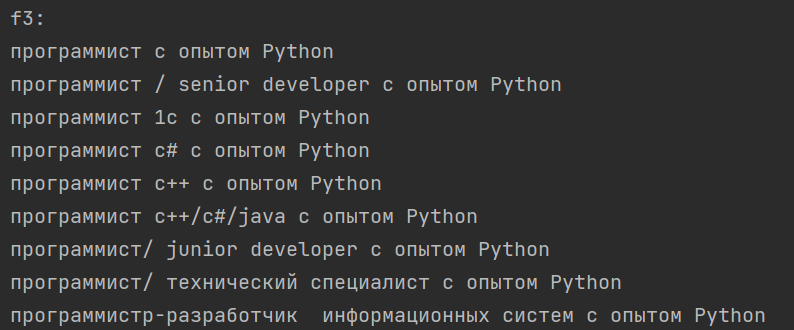 f3:
программист с опытом Python
программист / senior developer с опытом Python
программист 1с с опытом Python
программист c# с опытом Python
программист c++ с опытом Python
программист c++/c#/java с опытом Python
программист/ junior developer с опытом Python
программист/ технический специалист с опытом Python
программистр-разработчик  информационных систем с опытом Python